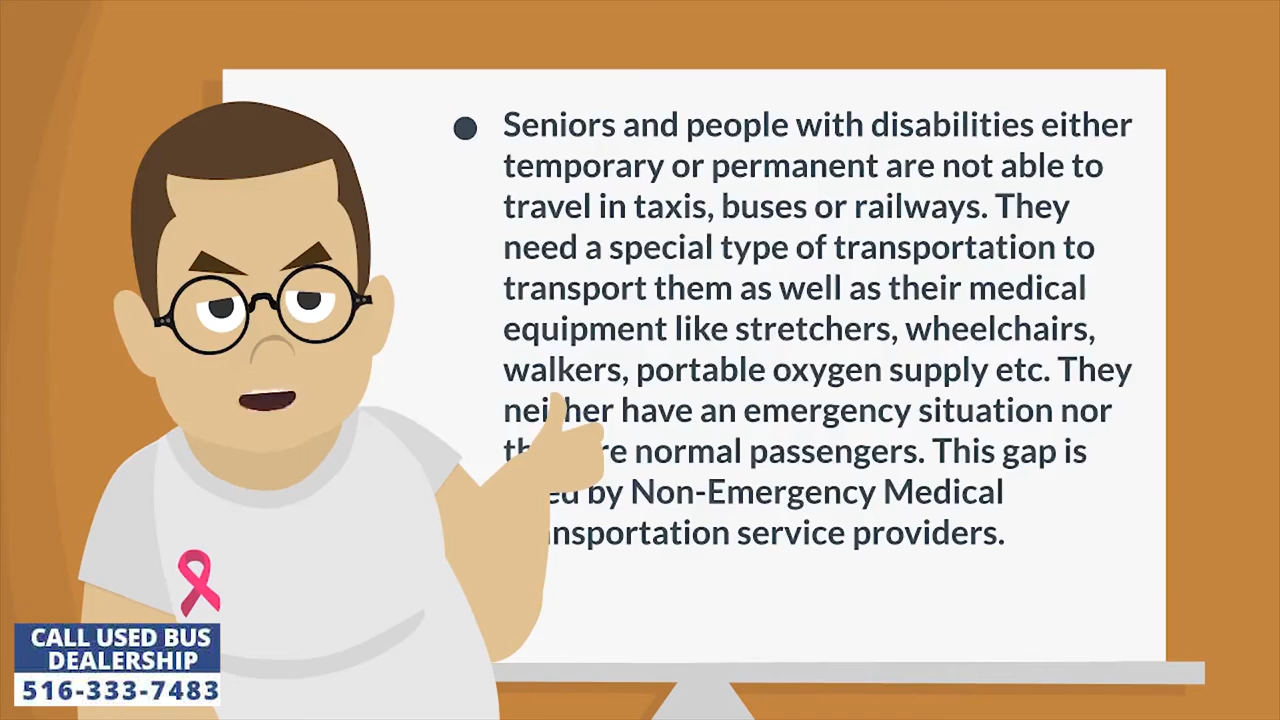 Seniors and people with disabilities either
temporary or permanent are not able to
travel in taxis, buses or railways. They
need a special type of transportation to
transport them as well as their medical
equipment like stretchers, wheelchairs,
walkers, portable oxygen supply etc. They
neither have an emergency situation nor
normal passengers. This gap is
by Non-Emergency Medical
service providers.
CALL USED BUS
DEALERSHIP
516-333-7483